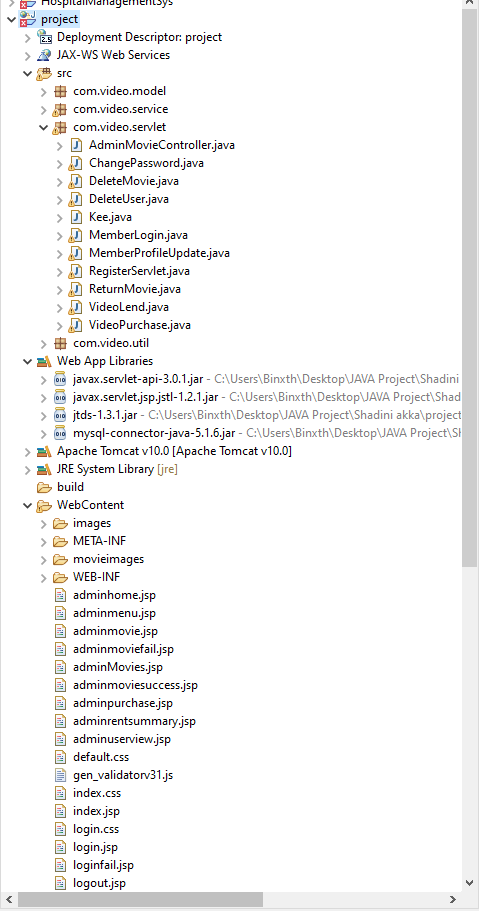 HospitalManagementSys
project
Deployment Descriptor: project
JAX-WS Web Services
src
com.video.model
com.video.service
com.video.servlet
AdminMovieController.java
ChangePassword.java
DeleteMovie.java
DeleteUser.java
Kee.java
MemberLogin.java
MemberProfileUpdate.java
RegisterServlet.java
ReturnMovie.java
VideoLend.java
VideoPurchase.java
com.video.util
Web App Libraries
javax.servlet-api-3.0.1.jar - C:\Users\Binxth\Desktop\JAVA Project\Shadini
javax.servlet.jsp.jstl-1.2.1.jar - C:\Users\Binxth\Desktop\JAVA Project\Shad
jtds-1.3.1.jar - C:\Users\Binxth\Desktop\JAVA Project\Shadini akka\project
mysql-connector-java-5.1.6.jar - C:\Users\Binxth\Desktop\JAVA Project\Sh
Apache Tomcat v10.0 [Apache Tomcat v10.0]
JRE System Library [jre]
build
WebContent
images
META-INF
movieimages
WEB-INF
adminhome.jsp
adminmenu.jsp
adminmovie.jsp
adminmoviefail.jsp
adminMovies.jsp
adminmoviesuccess.jsp
adminpurchase.jsp
adminrentsummary.jsp
adminuserview.jsp
default.css
gen_validatorv31.js
index.css
index.jsp
login.css
login.jsp
loginfail.jsp
logout.jsp